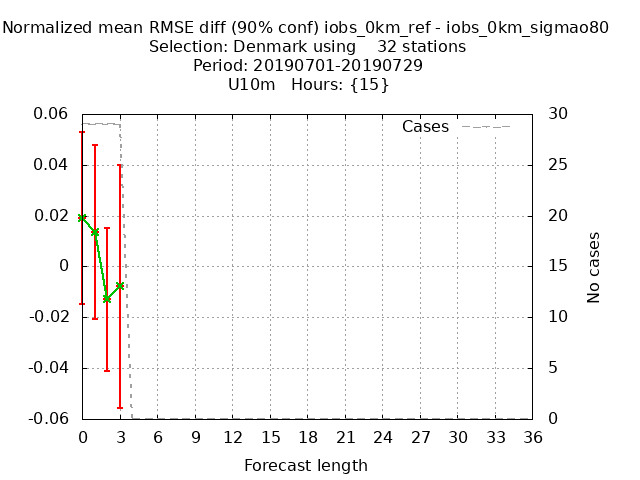 Normalized mean RMSE diff (90% conf) iobs_0km_ref - iobs_0km_sigmao80
Selection: Denmark using    32 stations
Period: 20190701-20190729
U10m   Hours: {15}
Cases
0.06
0.04
0.02
0
-0.02
-0.04
-0.06
30
25
20
15
10
5
0
No cases
0 3 6 9 12 15 18 21 24 27 30 33 36
Forecast length